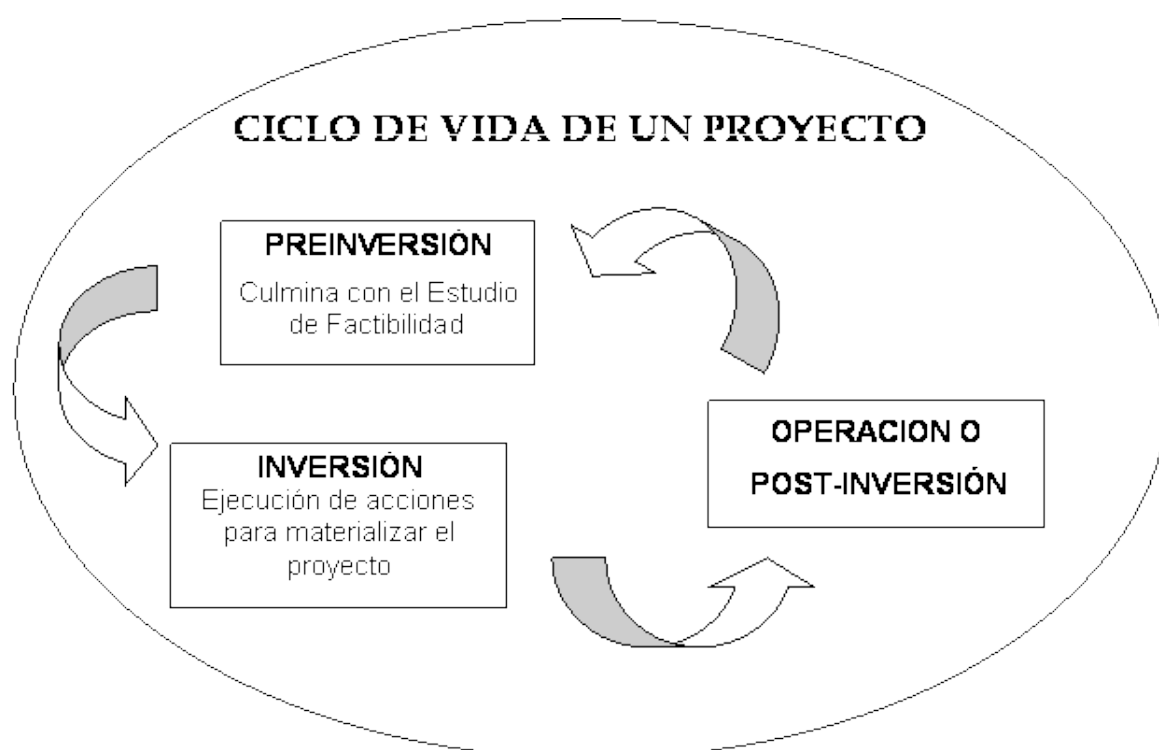 CICLO DE VIDA DE UN PROYECTO
PREINVERSIÓN
Culmina con el Estudio
de Factibilidad
INVERSIÓN
Ejecución de acciones
para materializar el
proyecto
OPERACION O
POST-INVERSIÓN